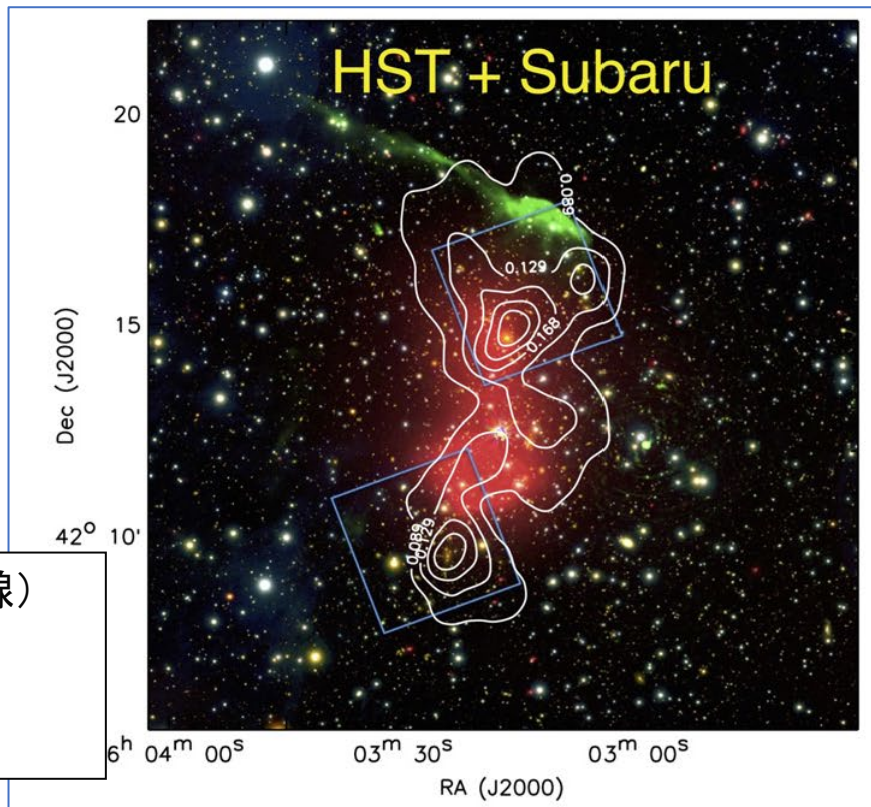 HST + Subaru
20
0.089
0.129
0.168
15
Dec (J2000)
42° 10'
0.089
0.129
線）
6h 04m 00s
03m 30s
03m 00s
RA (J2000)